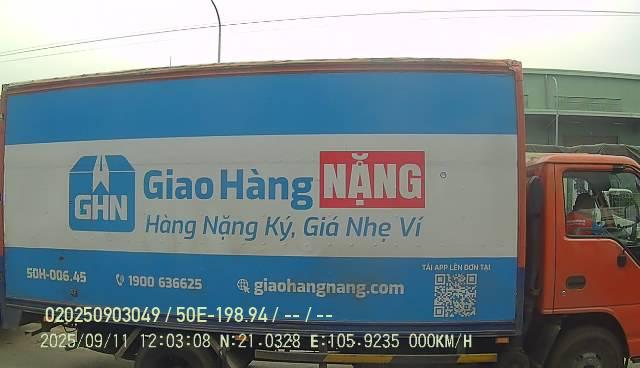 GHN
Giao Hàng NẶNG
Hàng Nặng Ký, Giá Nhẹ Ví
TẢI APP LÊN ĐƠN TẠI
50H-006.45
1900 636625
giaohangnang.com
020250903049 / 50E-198.94 / -- / --
2025/09/11 12:03:08 N:21.0328 E:105.9235 000KM/H